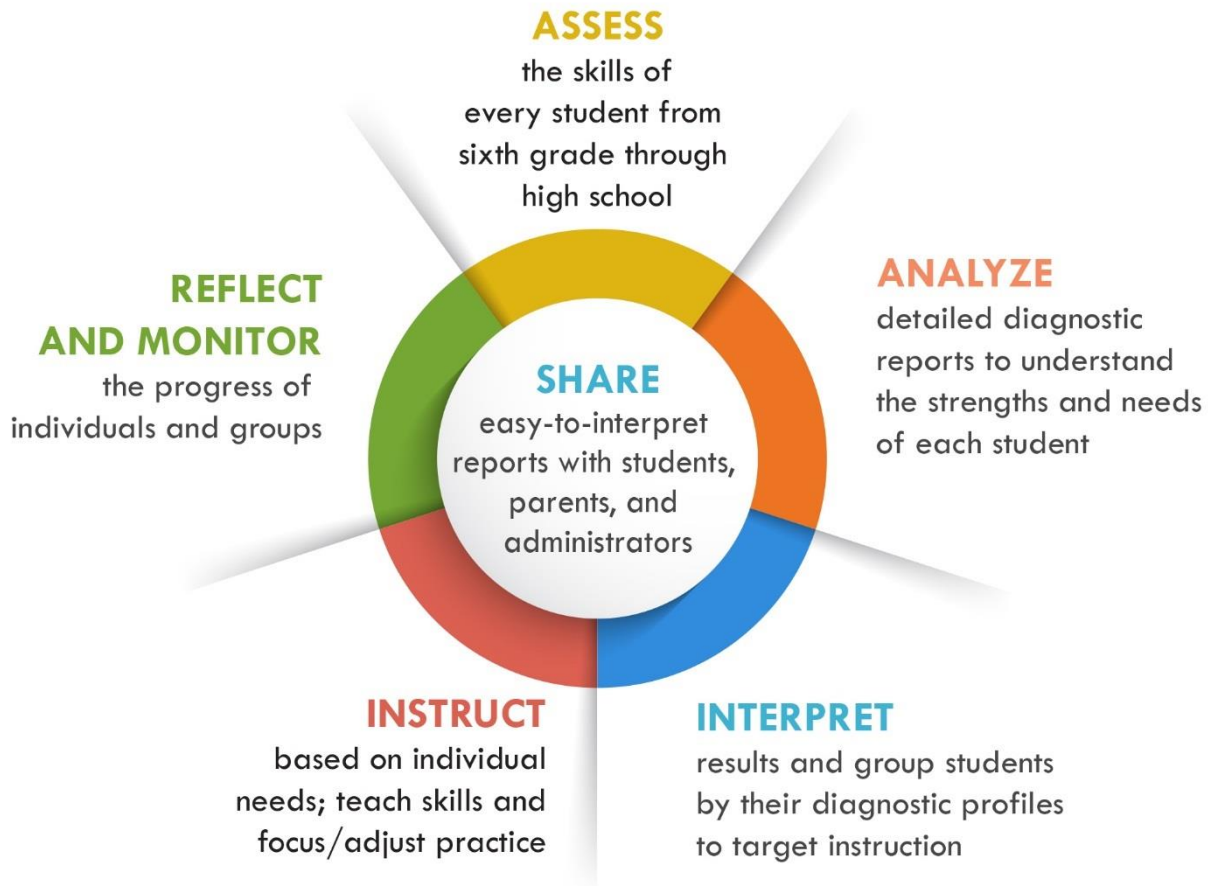 ASSESS
the skills of
every student from
sixth grade through
high school
ANALYZE
detailed diagnostic
reports to understand
the strengths and needs
of each student
INTERPRET
results and group students
by their diagnostic profiles
to target instruction
INSTRUCT
based on individual
needs; teach skills and
focus/adjust practice
REFLECT
AND MONITOR
the progress of
individuals and groups
SHARE
easy-to-interpret
reports with students,
parents, and
administrators